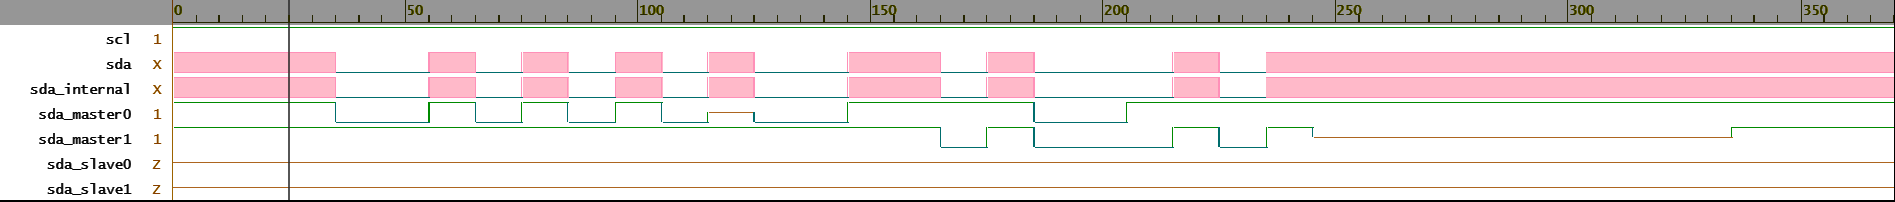 0 50 100 150 200 250 300 350
scl 1
sda X
sda_internal X
sda_master0 1
sda_master1 1
sda_slave0 Z
sda_slave1 Z